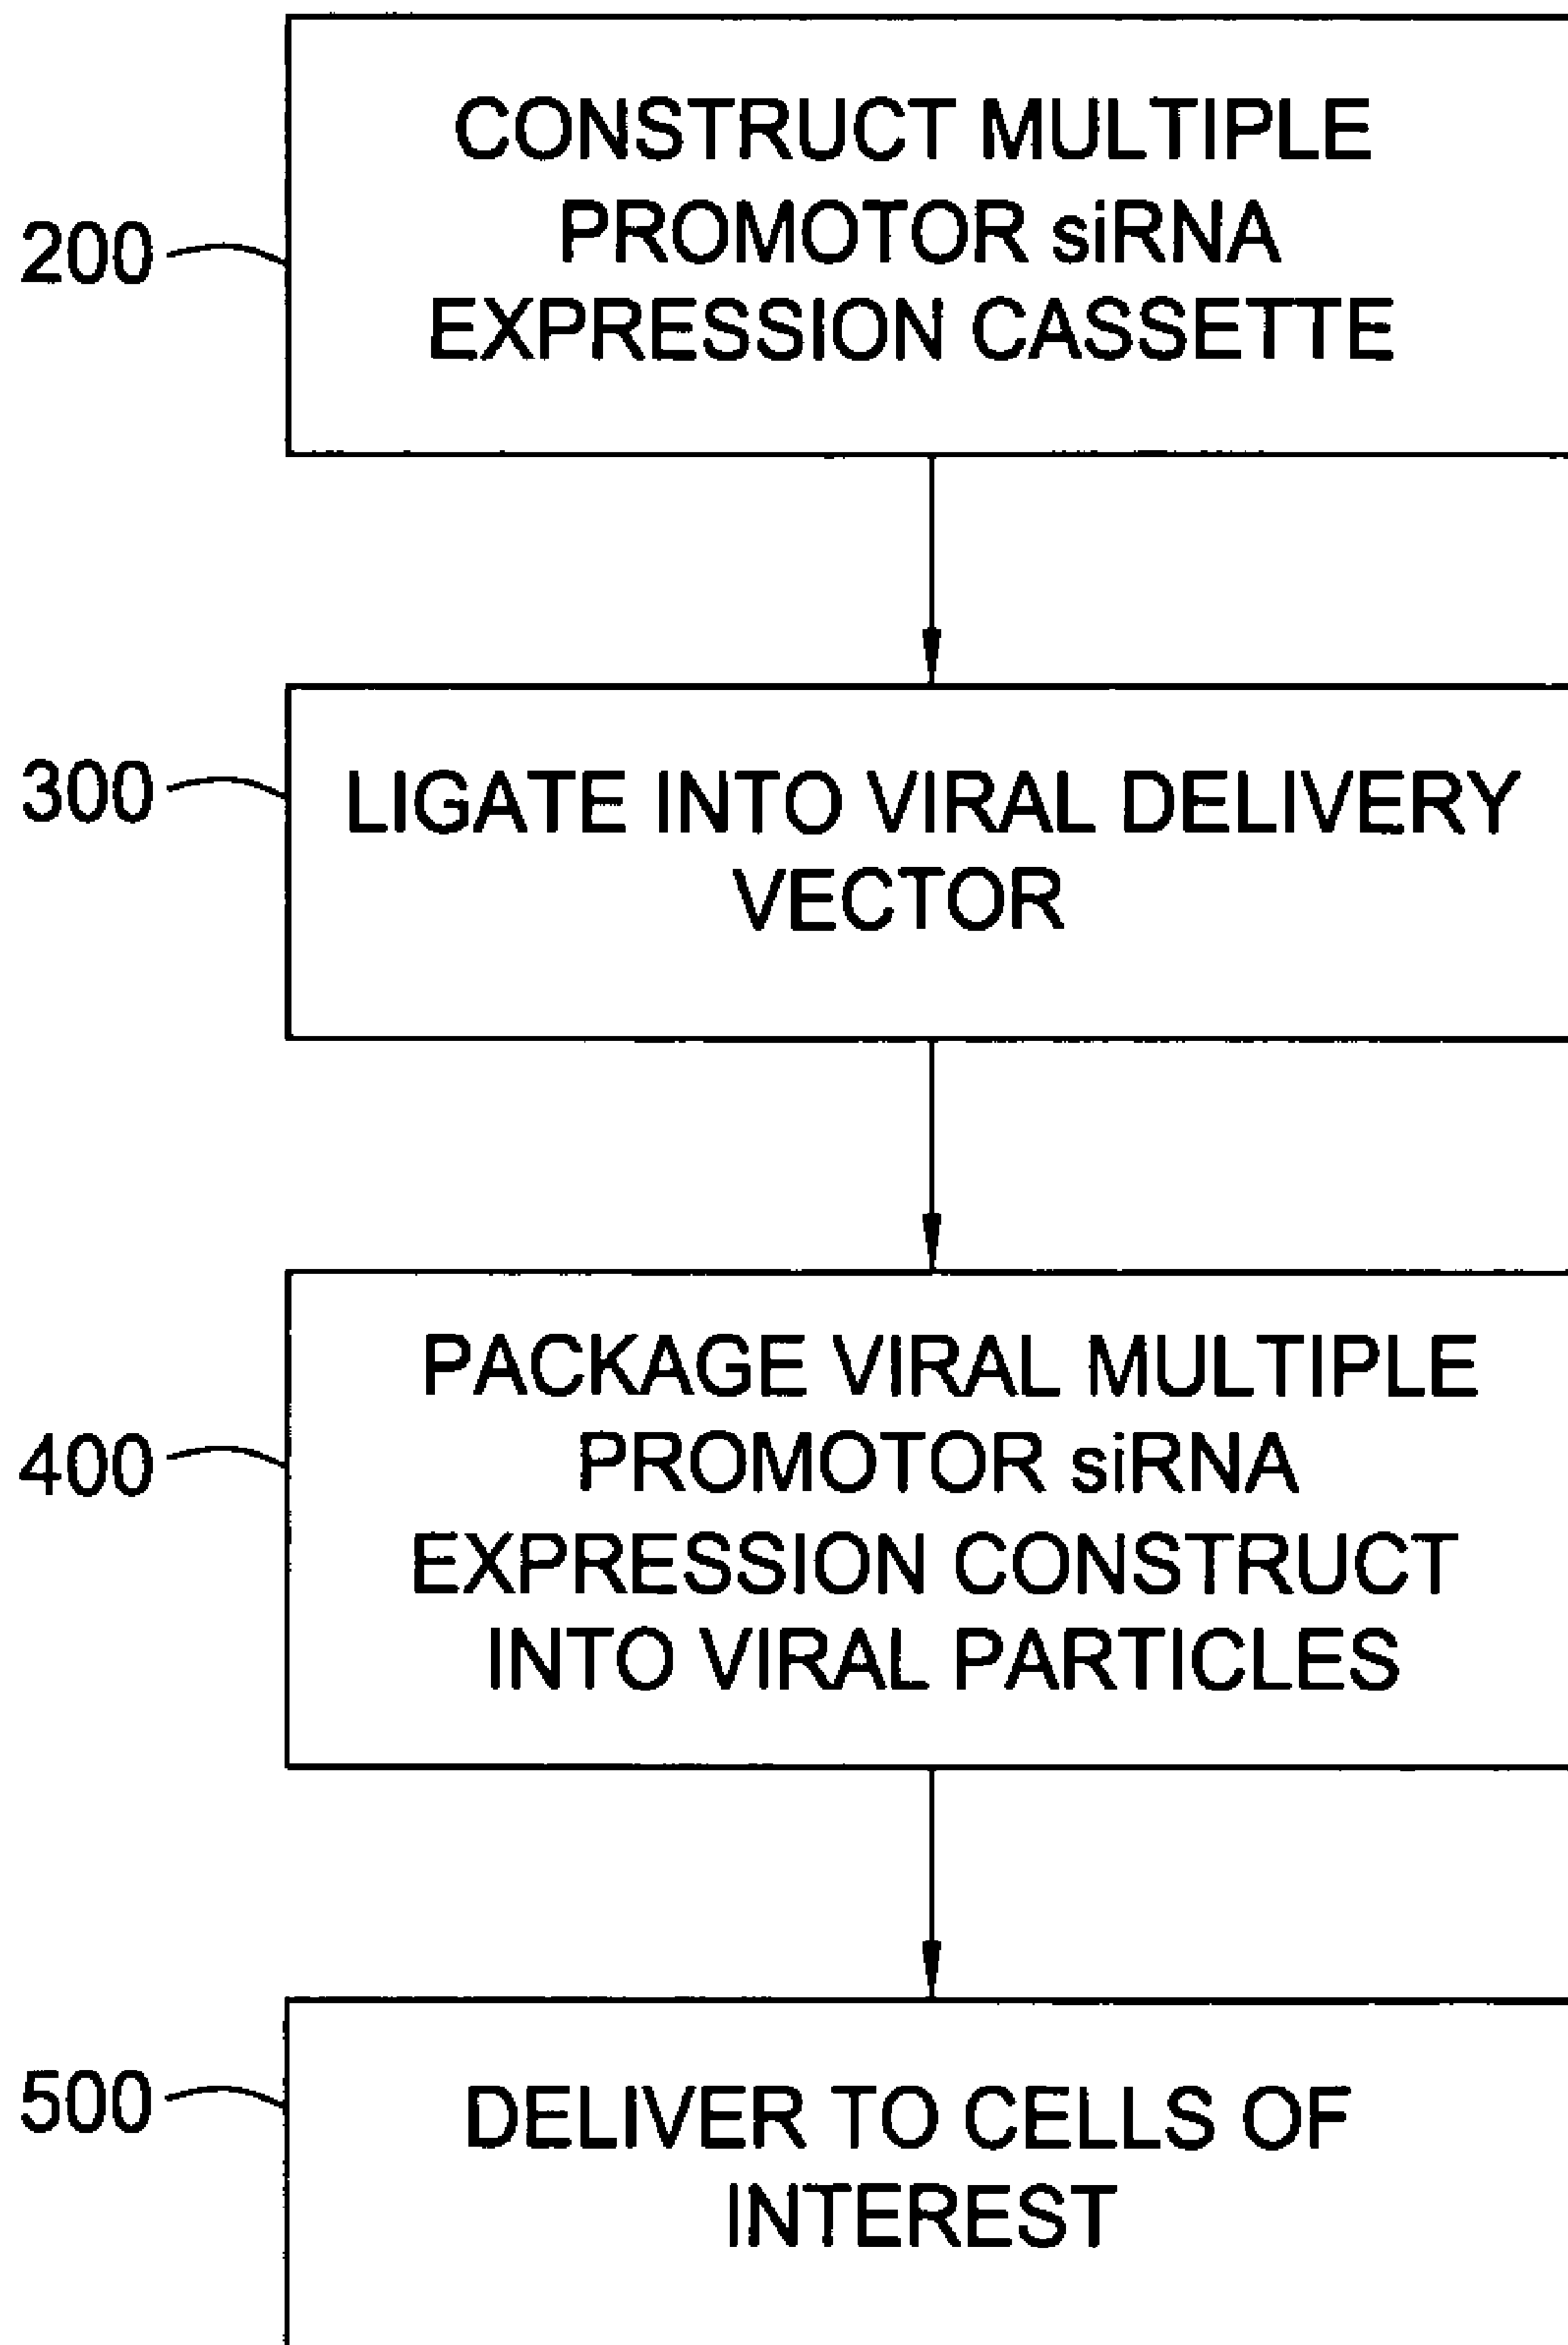 CONSTRUCT MULTIPLE
PROMOTOR siRNA
EXPRESSION CASSETTE
200
LIGATE INTO VIRAL DELIVERY
VECTOR
300
PACKAGE VIRAL MULTIPLE
PROMOTOR siRNA
EXPRESSION CONSTRUCT
INTO VIRAL PARTICLES
400
DELIVER TO CELLS OF
INTEREST
500